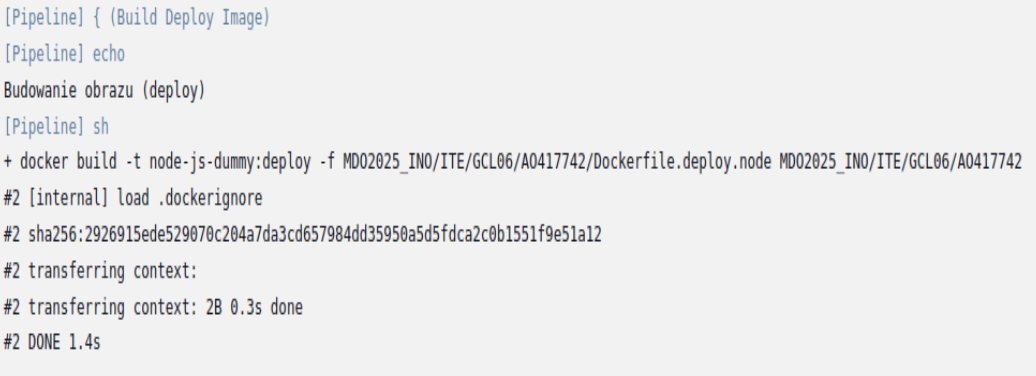 [Pipeline] { (Build Deploy Image)
[Pipeline] echo
Budowanie obrazu (deploy)
[Pipeline] sh
+ docker build -t node-js-dummy:deploy -f MDO2025_INO/ITE/GCL06/AO417742/Dockerfile.deploy.node MDO2025_INO/ITE/GCL06/AO417742
#2 [internal] load .dockerignore
#2 sha256:2926915ede529070c204a7da3cd657984dd35950a5d5fdca2c0b1551f9e51a12
#2 transferring context:
#2 transferring context: 2B 0.3s done
#2 DONE 1.4s